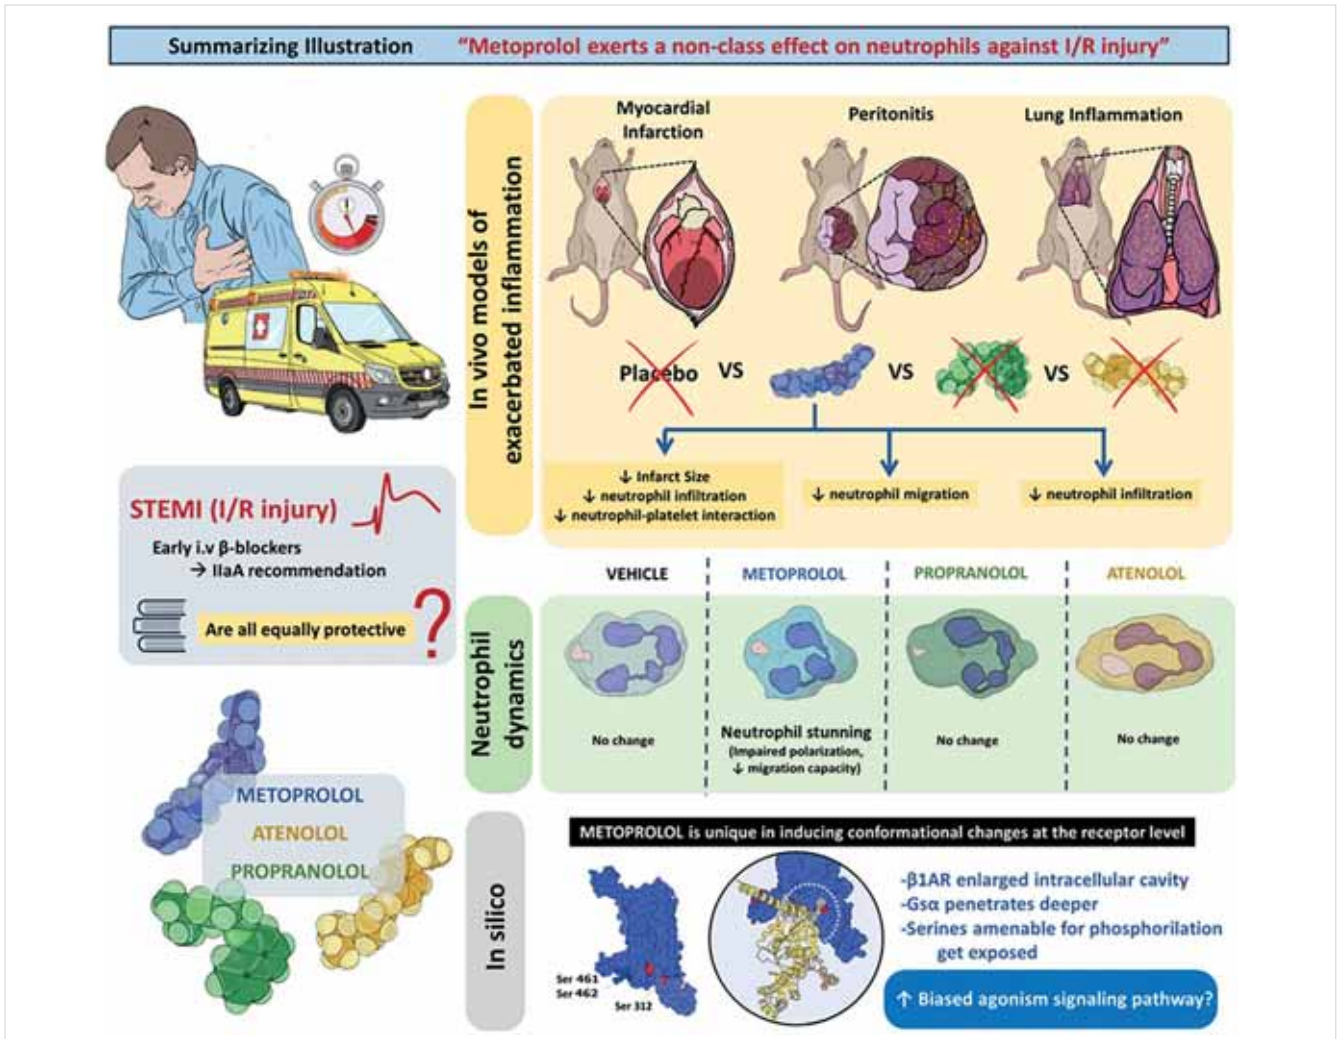 Summarizing Illustration “Metoprolol exerts a non-class effect on neutrophils against I/R injury”
In vivo models of
exacerbated inflammation
Myocardial
Infarction
Peritonitis
Lung Inflammation
Placebo VS VS VS
↓ Infarct Size
↓ neutrophil infiltration
↓ neutrophil-platelet interaction
↓ neutrophil migration
↓ neutrophil infiltration
STEMI (I/R injury)
Early i.v β-blockers
→ IIaA recommendation
Are all equally protective ?
METOPROLOL
ATENOLOL
PROPRANOLOL
Neutrophil
dynamics
VEHICLE
METOPROLOL
PROPRANOLOL
ATENOLOL
No change
Neutrophil stunning
(Impaired polarization,
↓ migration capacity)
No change
No change
In silico
METOPROLOL is unique in inducing conformational changes at the receptor level
Ser 461
Ser 462
Ser 312
-β1AR enlarged intracellular cavity
-Gsα penetrates deeper
-Serines amenable for phosphorilation
get exposed
↑ Biased agonism signaling pathway?